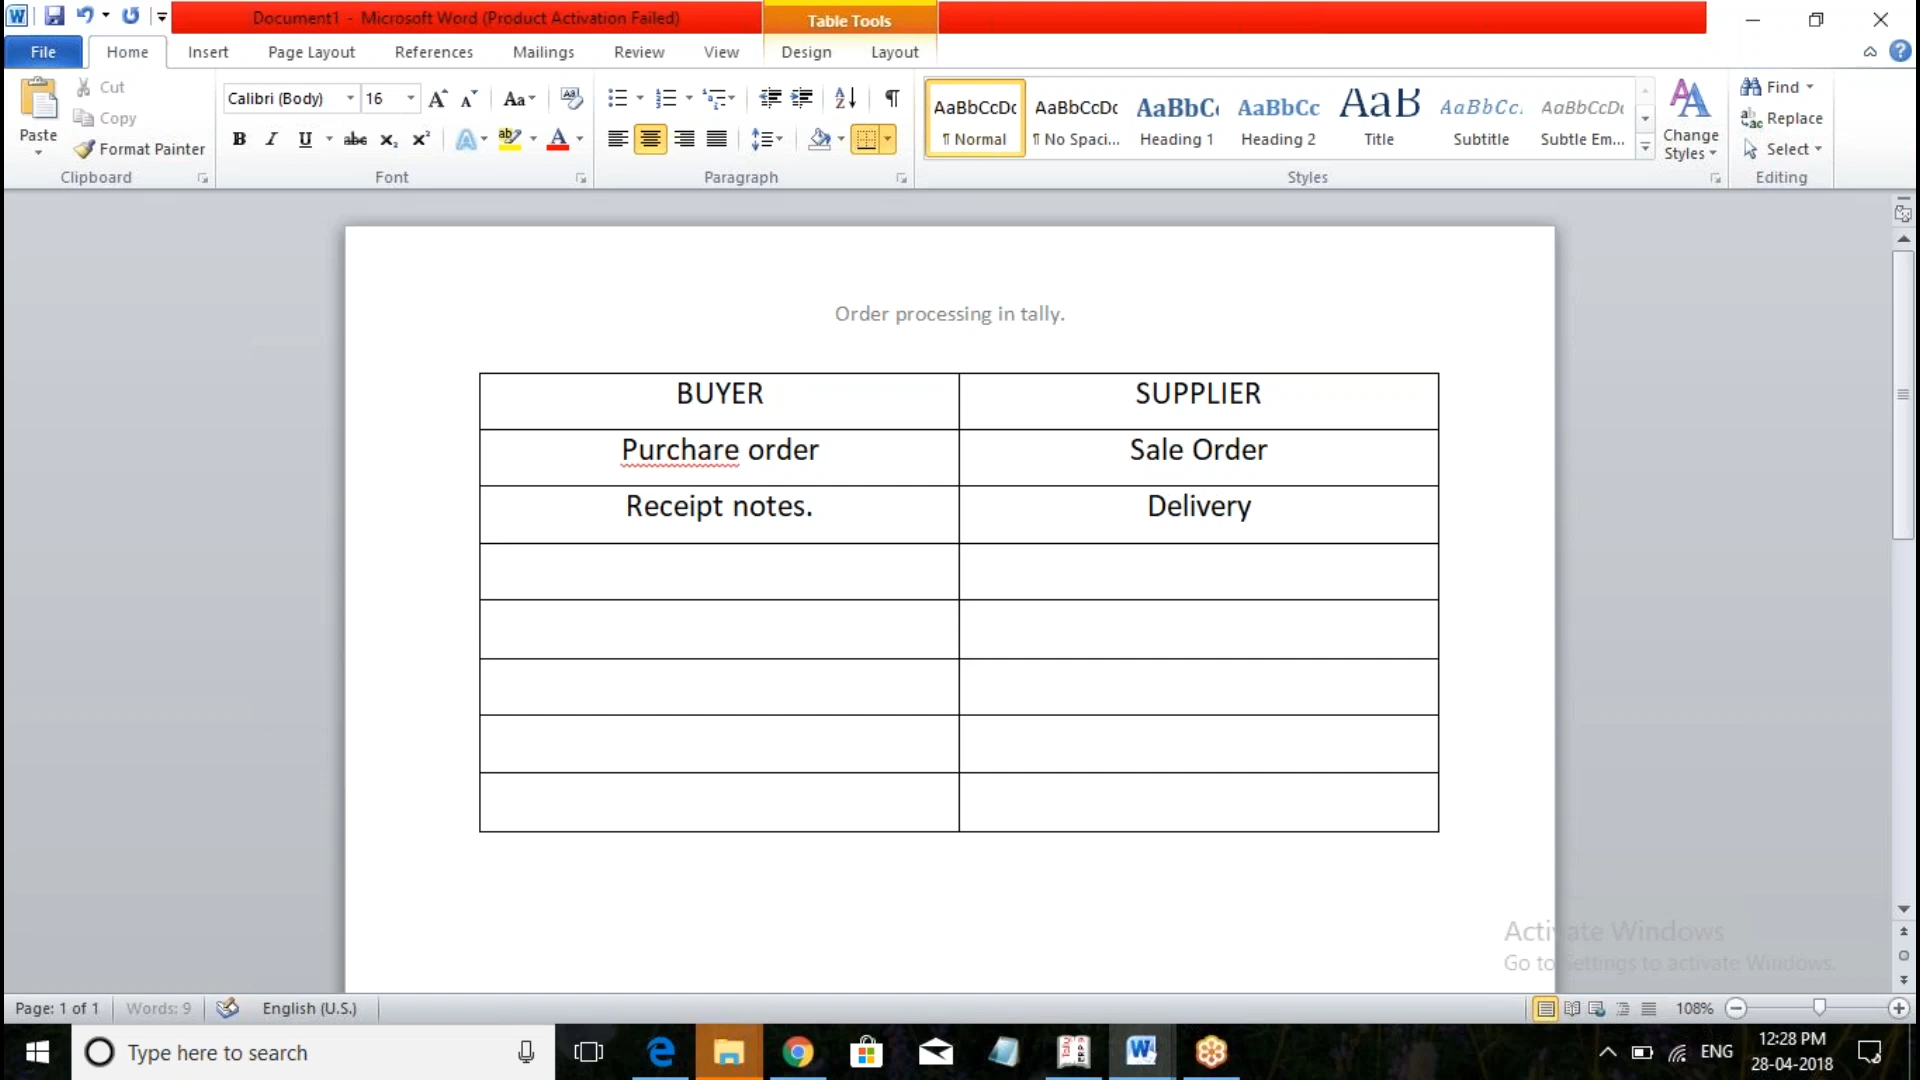 Document1 - Microsoft Word (Product Activation Failed)
Table Tools
File Home Insert Page Layout References Mailings Review View Design Layout
Paste
Cut
Copy
Format Painter
Clipboard
Calibri (Body) 16
Font
Paragraph
AaBbCcDc AaBbCcDc AaBbC AaBbCc AaB AaBbCc. AaBbCcDc
¶ Normal ¶ No Spaci... Heading 1 Heading 2 Title Subtitle Subtle Em...
Styles
Change
Styles
Find
Replace
Select
Editing
Order processing in tally.
BUYER SUPPLIER
Purchare order Sale Order
Receipt notes. Delivery
Activate Windows
Go to Settings to activate Windows.
Page: 1 of 1 Words: 9 English (U.S.) 108%
Type here to search
ENG
12:28 PM
28-04-2018